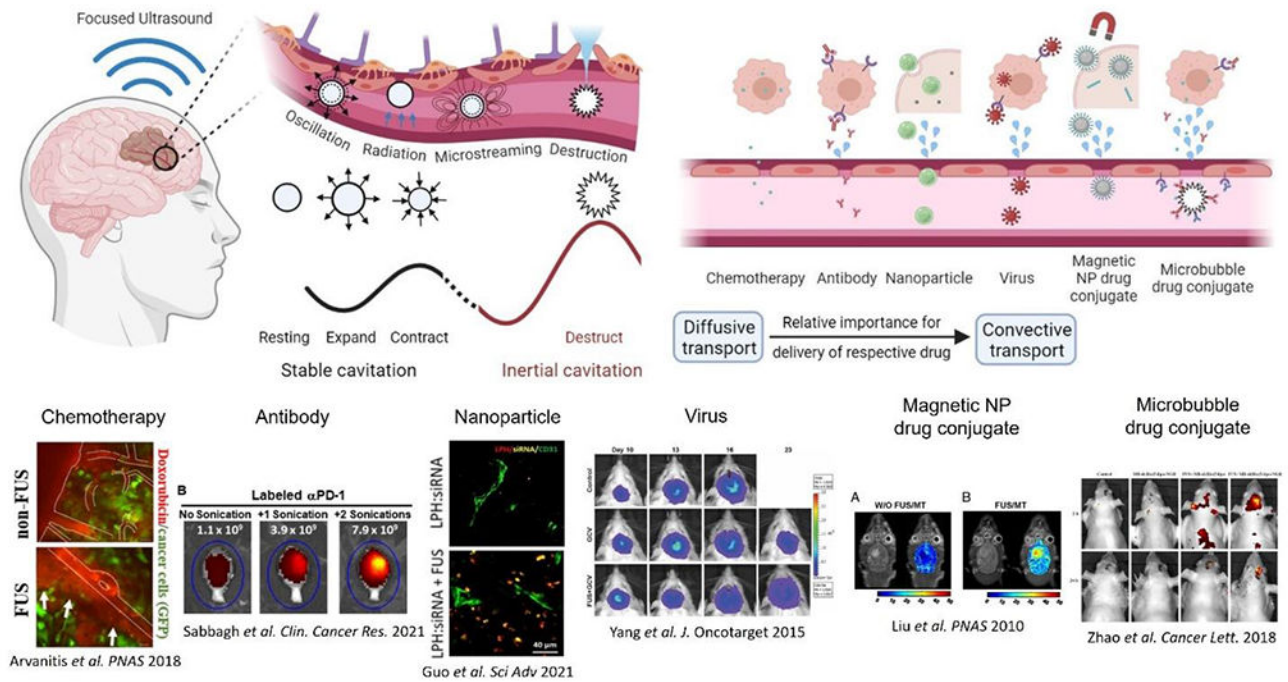 Focused Ultrasound
Oscillation
Radiation
Microstreaming
Destruction
Resting
Expand
Contract
Destruct
Stable cavitation
Inertial cavitation
Chemotherapy
Antibody
Nanoparticle
Virus
Magnetic
NP drug
conjugate
Microbubble
drug conjugate
Diffusive
transport
Relative importance for
delivery of respective drug
Convective
transport
Chemotherapy
non-FUS
FUS
Doxorubicin/cancer cells (GFP)
Arvanitis et al. PNAS 2018
Antibody
B
Labeled αPD-1
No Sonication
+1 Sonication
+2 Sonications
1.1 x 10⁹
3.9 x 10⁹
7.9 x 10⁹
Sabbagh et al. Clin. Cancer Res. 2021
Nanoparticle
LPH/siRNA/CD31
LPH:siRNA
LPH:siRNA + FUS
40 µm
Guo et al. Sci Adv 2021
Virus
Day 10
13
16
23
Control
GCV
FUS+GCV
Yang et al. J. Oncotarget 2015
Magnetic NP
drug conjugate
A
W/O FUS/MT
B
FUS/MT
Liu et al. PNAS 2010
Microbubble
drug conjugate
Control
Zhao et al. Cancer Lett. 2018